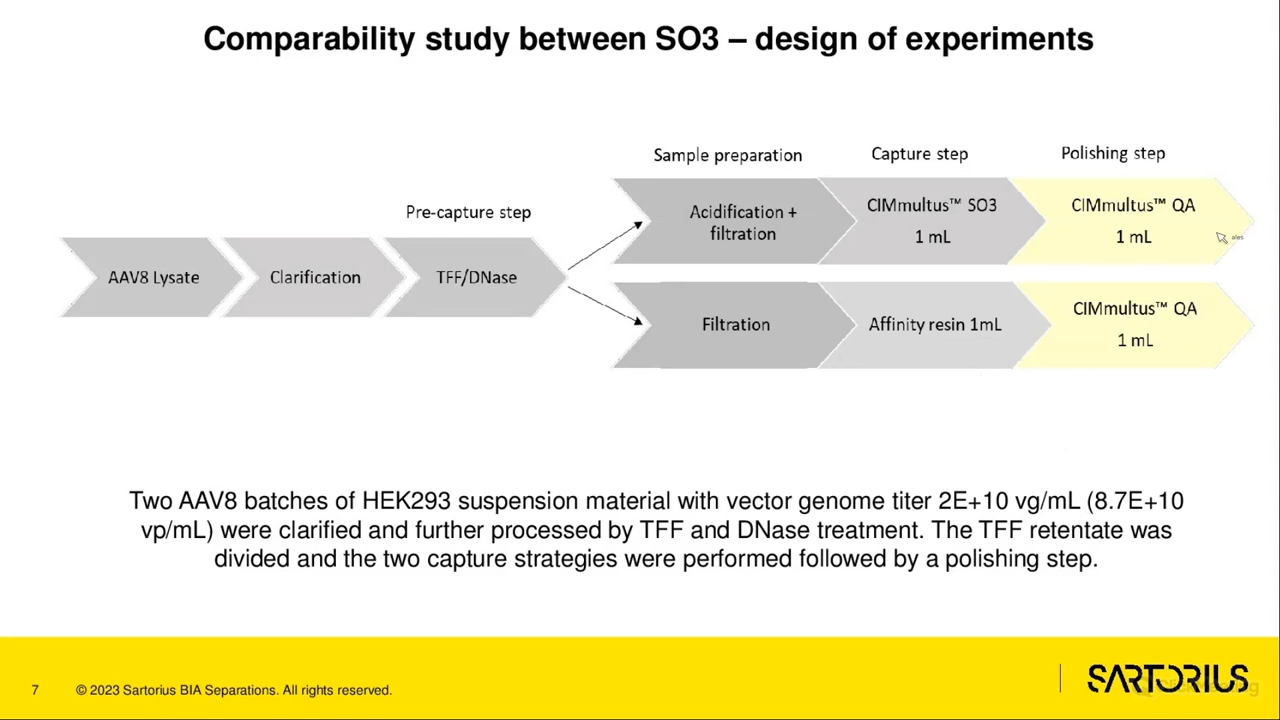 Comparability study between SO3 – design of experiments
Sample preparation
Capture step
Polishing step
Pre-capture step
Acidification +
filtration
CIMmultus™ SO3
1 mL
CIMmultus™ QA
1 mL
AAV8 Lysate
Clarification
TFF/DNase
Filtration
Affinity resin 1mL
CIMmultus™ QA
1 mL
Two AAV8 batches of HEK293 suspension material with vector genome titer 2E+10 vg/mL (8.7E+10
vp/mL) were clarified and further processed by TFF and DNase treatment. The TFF retentate was
divided and the two capture strategies were performed followed by a polishing step.
7
© 2023 Sartorius BIA Separations. All rights reserved.
SARTORIUS